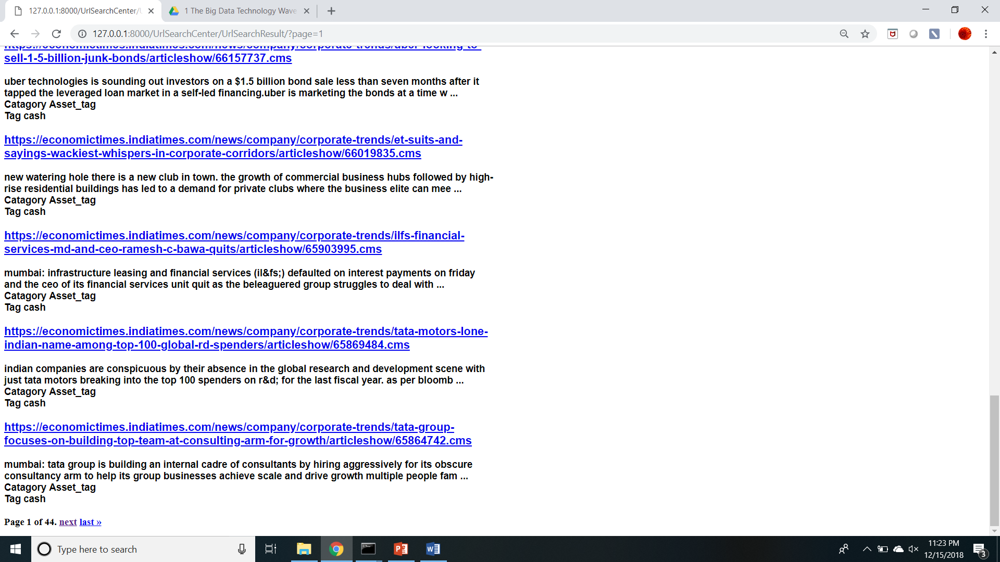 127.0.0.1:8000/UrlSearchCenter/
1 The Big Data Technology Wave
127.0.0.1:8000/UrlSearchCenter/UrlSearchResult/?page=1
https://economictimes.indiatimes.com/news/company/corporate-trends/uber-looking-to-
sell-1-5-billion-junk-bonds/articleshow/66157737.cms
uber technologies is sounding out investors on a $1.5 billion bond sale less than seven months after it
tapped the leveraged loan market in a self-led financing.uber is marketing the bonds at a time w ...
Catagory Asset_tag
Tag cash
https://economictimes.indiatimes.com/news/company/corporate-trends/et-suits-and-
sayings-wackiest-whispers-in-corporate-corridors/articleshow/66019835.cms
new watering hole there is a new club in town. the growth of commercial business hubs followed by high-
rise residential buildings has led to a demand for private clubs where the business elite can mee ...
Catagory Asset_tag
Tag cash
https://economictimes.indiatimes.com/news/company/corporate-trends/ilfs-financial-
services-md-and-ceo-ramesh-c-bawa-quits/articleshow/65903995.cms
mumbai: infrastructure leasing and financial services (il&fs;) defaulted on interest payments on friday
and the ceo of its financial services unit quit as the beleaguered group struggles to deal with ...
Catagory Asset_tag
Tag cash
https://economictimes.indiatimes.com/news/company/corporate-trends/tata-motors-lone-
indian-name-among-top-100-global-rd-spenders/articleshow/65869484.cms
indian companies are conspicuous by their absence in the global research and development scene with
just tata motors breaking into the top 100 spenders on r&d; for the last fiscal year. as per bloomb ...
Catagory Asset_tag
Tag cash
https://economictimes.indiatimes.com/news/company/corporate-trends/tata-group-
focuses-on-building-top-team-at-consulting-arm-for-growth/articleshow/65864742.cms
mumbai: tata group is building an internal cadre of consultants by hiring aggressively for its obscure
consultancy arm to help its group businesses achieve scale and drive growth multiple people fam ...
Catagory Asset_tag
Tag cash
Page 1 of 44. next last »
Type here to search
11:23 PM
12/15/2018
3